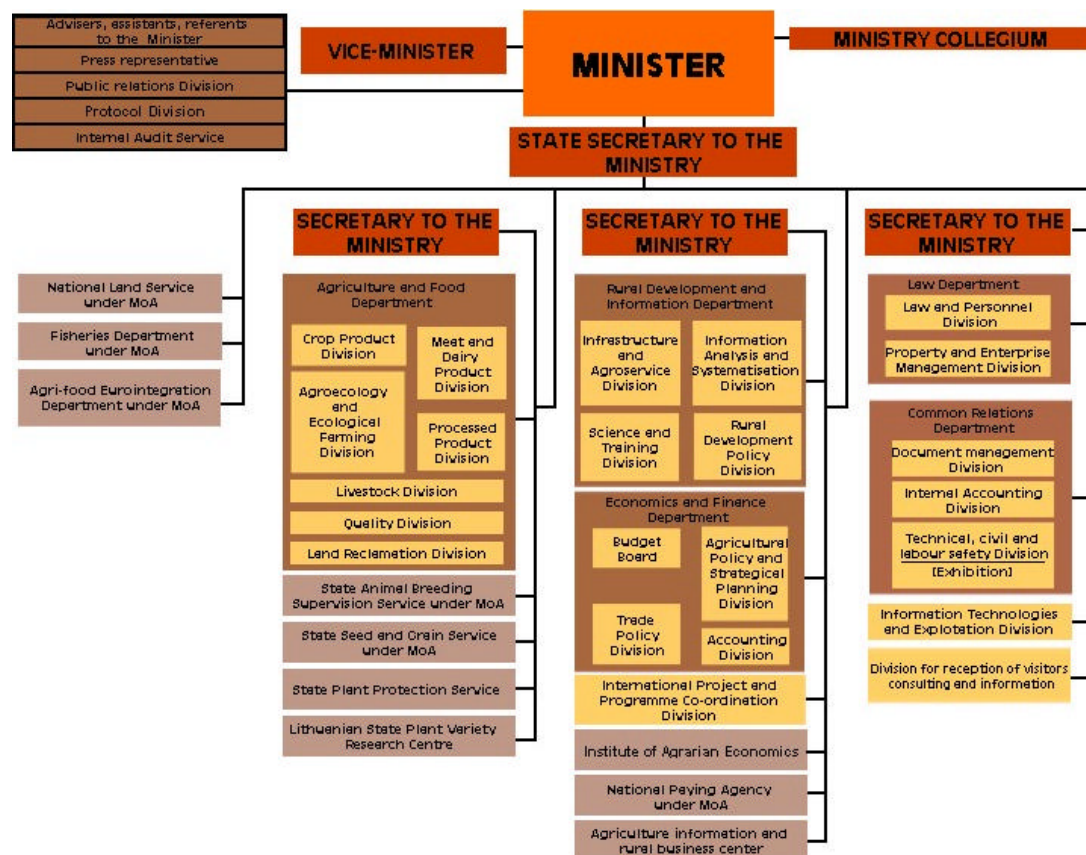 Advisers, assistants, referents
to the Minister
Press representative
Public relations Division
Protocol Division
Internal Audit Service
VICE-MINISTER
MINISTER
MINISTRY COLLEGIUM
STATE SECRETARY TO THE
MINISTRY
National Land Service
under MoA
Fisheries Department
under MoA
Agri-food Eurointegration
Department under MoA
SECRETARY TO THE
MINISTRY
Agriculture and Food
Department
Crop Product
Division
Meat and
Dairy
Product
Division
Agroecology
and
Ecological
Farming
Division
Processed
Product
Division
Livestock Division
Quality Division
Land Reclamation Division
State Animal Breeding
Supervision Service under MoA
State Seed and Grain Service
under MoA
State Plant Protection Service
Lithuanian State Plant Variety
Research Centre
SECRETARY TO THE
MINISTRY
Rural Development and
Information Department
Infrastructure
and
Agroservice
Division
Information
Analysis and
Systematisation
Division
Science and
Training
Division
Rural
Development
Policy
Division
Economics and Finance
Department
Budget
Board
Agricultural
Policy and
Strategical
Planning
Division
Trade
Policy
Division
Accounting
Division
International Project and
Programme Co-ordination
Division
Institute of Agrarian Economics
National Paying Agency
under MoA
Agriculture information and
rural business center
SECRETARY TO THE
MINISTRY
Law Department
Law and Personnel
Division
Property and Enterprise
Management Division
Common Relations
Department
Document management
Division
Internal Accounting
Division
Technical, civil and
labour safety Division
(Exhibition)
Information Technologies
and Explotation Division
Division for reception of visitors
consulting and information